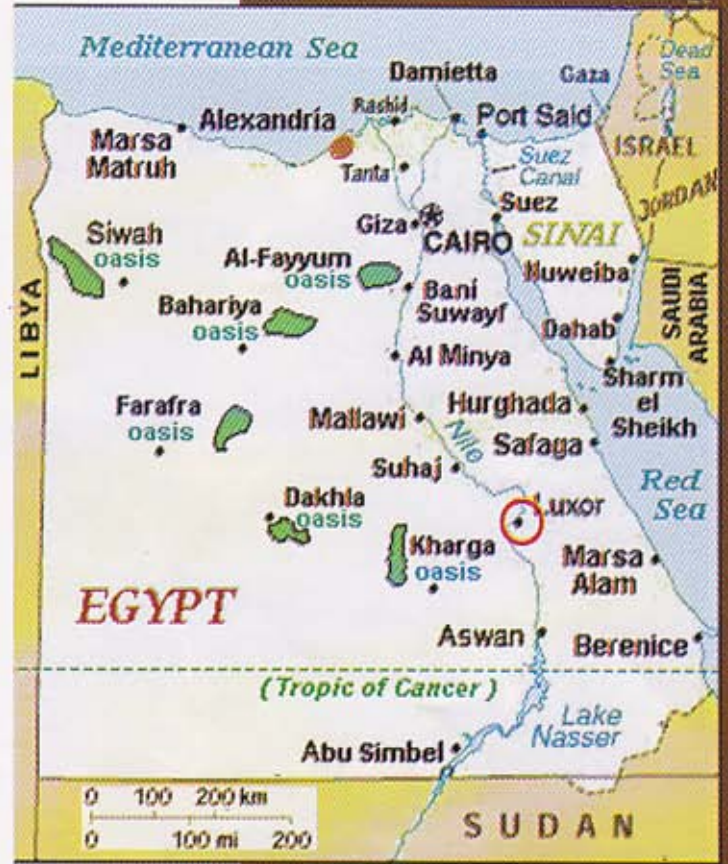 Mediterranean Sea
Dead
Sea
Damietta
Gaza
Rashid
Alexandria
Port Said
Marsa
Matruh
ISRAEL
Tanta
Suez
Canal
JORDAN
Suez
Giza
CAIRO
SINAI
Siwah
oasis
Al-Fayyum
oasis
Nuweiba
Bani
Suwayf
SAUDI
ARABIA
Bahariya
oasis
Dahab
LIBYA
Al Minya
Sharm
el
Sheikh
Farafra
oasis
Mallawi
Hurghada
Nile
Safaga
Suhaj
Red
Sea
Dakhla
oasis
Luxor
Kharga
oasis
Marsa
Alam
EGYPT
Aswan
Berenice
(Tropic of Cancer)
Lake
Nasser
Abu Simbel
0 100 200 km
0 100 mi 200
SUDAN